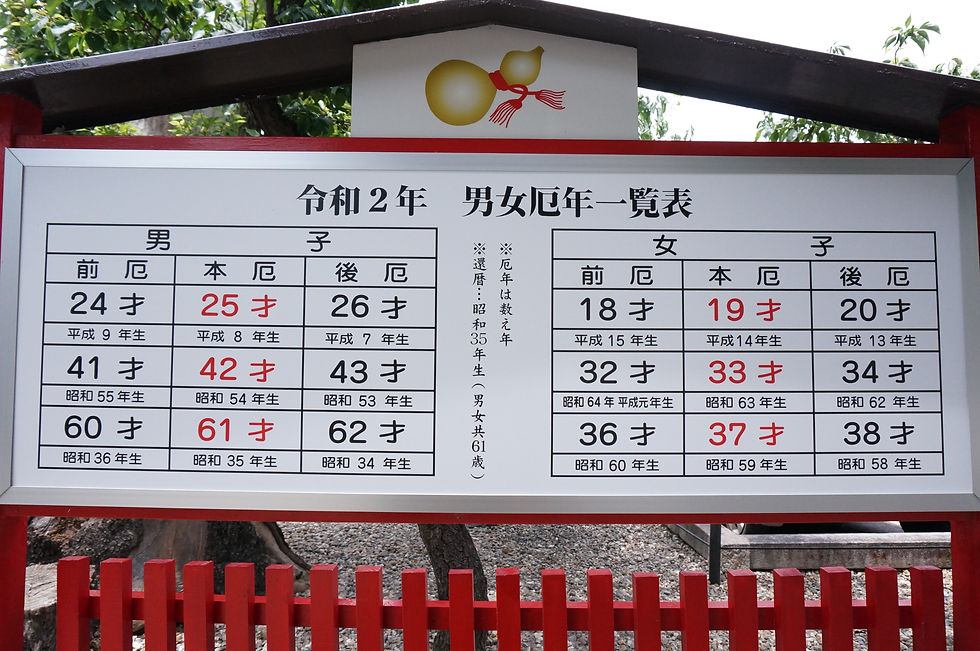 令和2年　男女厄年一覧表
男子
前厄 本厄 後厄
24才 25才 26才
平成9年生 平成8年生 平成7年生
41才 42才 43才
昭和55年生 昭和54年生 昭和53年生
60才 61才 62才
昭和36年生 昭和35年生 昭和34年生
※厄年は数え年
※還暦…昭和35年生（男女共61歳）
女子
前厄 本厄 後厄
18才 19才 20才
平成15年生 平成14年生 平成13年生
32才 33才 34才
昭和64年 平成元年生 昭和63年生 昭和62年生
36才 37才 38才
昭和60年生 昭和59年生 昭和58年生